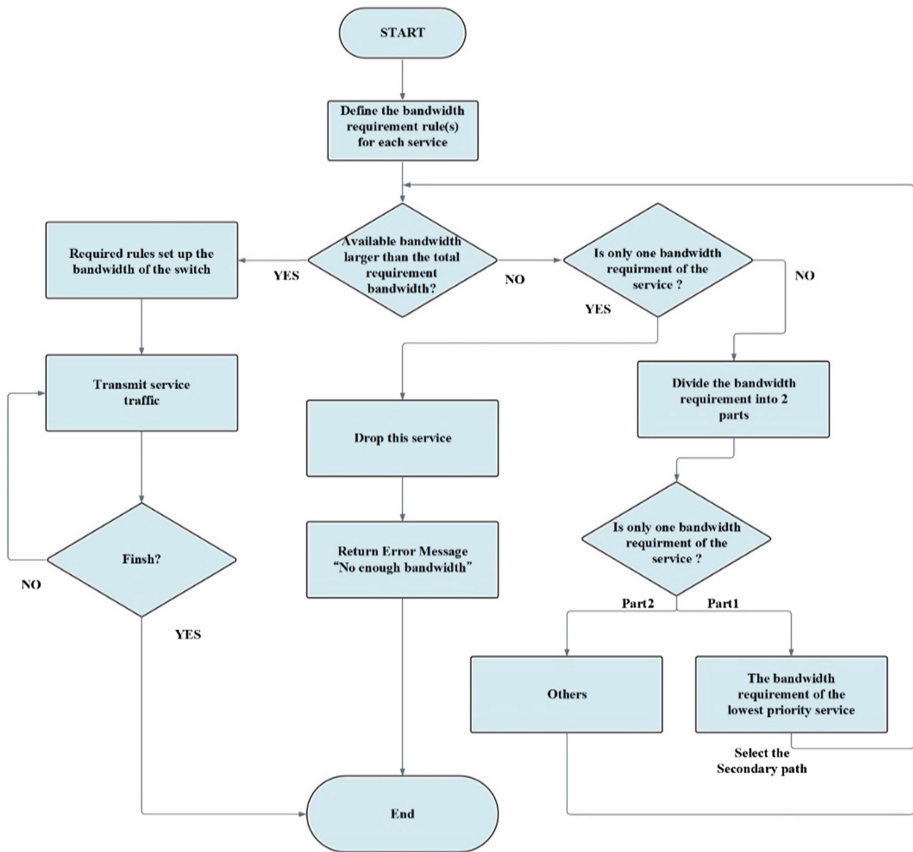 START
Define the bandwidth
requirement rule(s)
for each service
Available bandwidth
larger than the total
requirement
bandwidth?
YES
NO
Required rules set up the
bandwidth of the switch
Is only one bandwidth
requirment of the
service ?
YES
NO
Transmit service
traffic
Drop this service
Divide the bandwidth
requirement into 2
parts
Finsh?
NO
YES
Return Error Message
“No enough bandwidth”
Is only one bandwidth
requirment of the
service ?
Part2
Part1
Others
The bandwidth
requirement of the
lowest priority service
Select the
Secondary path
End